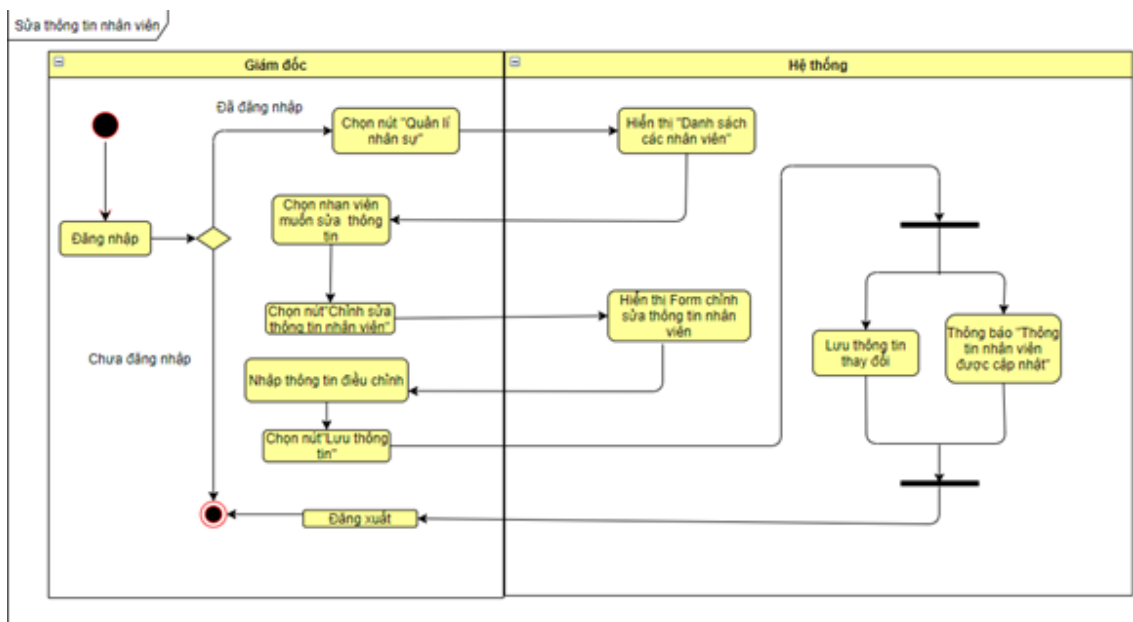 Sửa thông tin nhân viên
Giám đốc
Hệ thống
Đã đăng nhập
Chọn nút "Quản lí
nhân sự"
Hiển thị "Danh sách
các nhân viên"
Chọn nhan viên
muốn sửa thông
tin
Đăng nhập
Chọn nút"Chỉnh sửa
thông tin nhân viên"
Hiển thị Form chỉnh
sửa thông tin nhân
viên
Chưa đăng nhập
Lưu thông tin
thay đổi
Thông báo "Thông
tin nhân viên
được cập nhật"
Nhập thông tin điều chỉnh
Chọn nút"Lưu thông
tin"
Đăng xuất